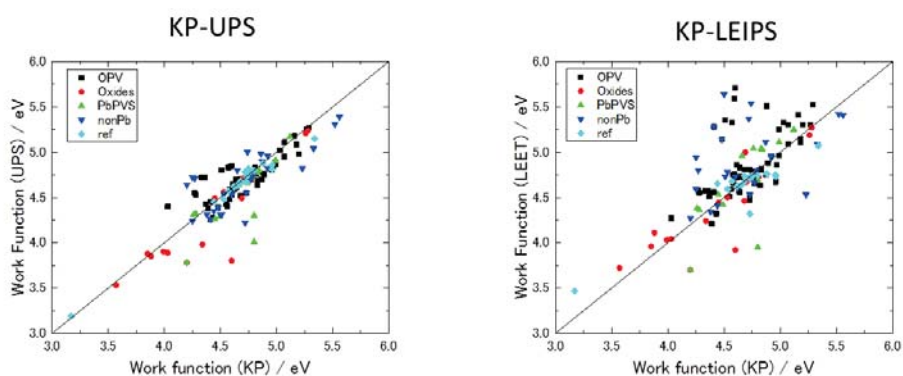 KP-UPS
6.0
5.5
5.0
4.5
4.0
3.5
3.0
3.0 3.5 4.0 4.5 5.0 5.5 6.0
Work Function (UPS) / eV
Work function (KP) / eV
OPV
Oxides
PbPVS
nonPb
ref
KP-LEIPS
6.0
5.5
5.0
4.5
4.0
3.5
3.0
3.0 3.5 4.0 4.5 5.0 5.5 6.0
Work Function (LEET) / eV
Work function (KP) / eV
OPV
Oxides
PbPVS
nonPb
ref